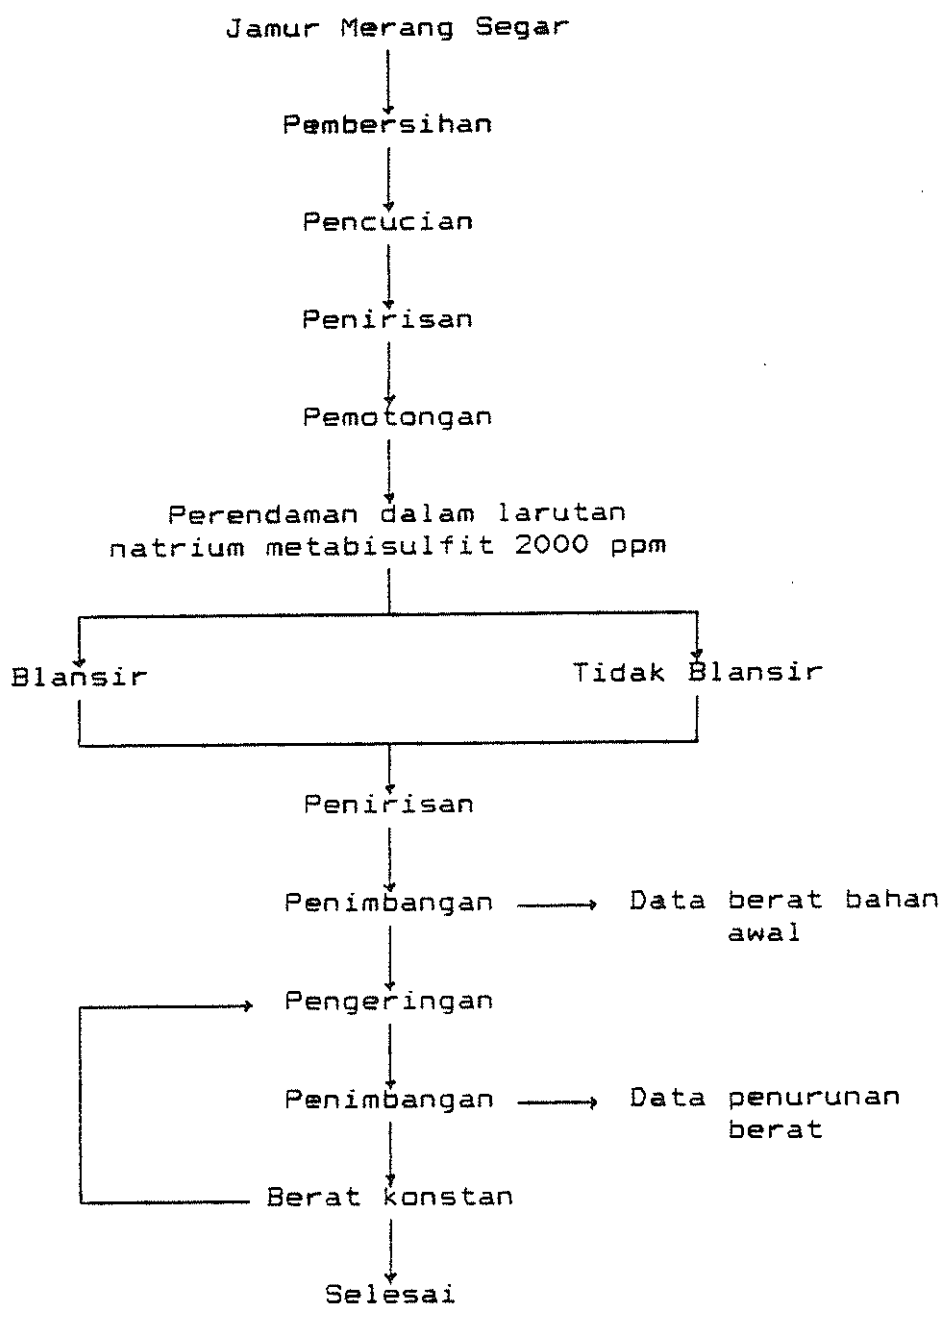 Jamur Merang Segar
Pembersihan
Pencucian
Penirisan
Pemotongan
Perendaman dalam larutan
natrium metabisulfit 2000 ppm
Blansir
Tidak Blansir
Penirisan
Penimbangan
Data berat bahan
awal
Pengeringan
Penimbangan
Data penurunan
berat
Berat konstan
Selesai